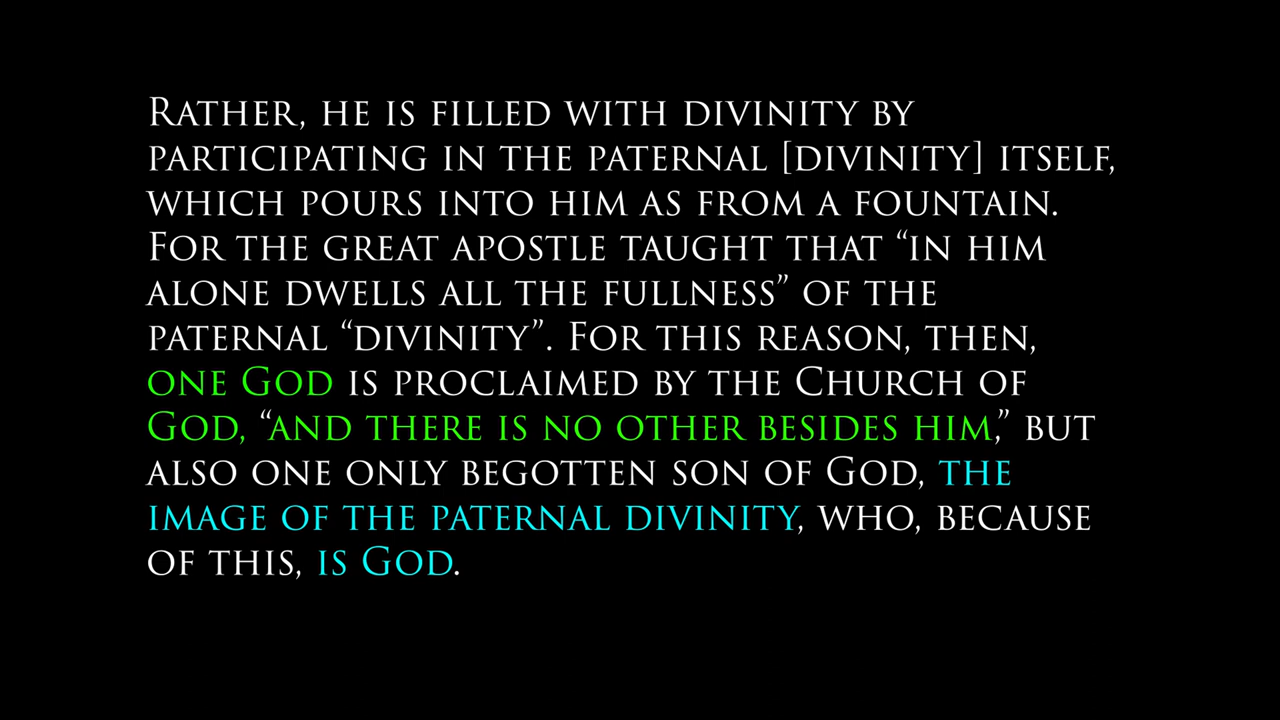 Rather, he is filled with divinity by
participating in the paternal [divinity] itself,
which pours into him as from a fountain.
For the great apostle taught that “in him
alone dwells all the fullness” of the
paternal “divinity”. For this reason, then,
one God is proclaimed by the Church of
God, “and there is no other besides him,” but
also one only begotten son of God, the
image of the paternal divinity, who, because
of this, is God.